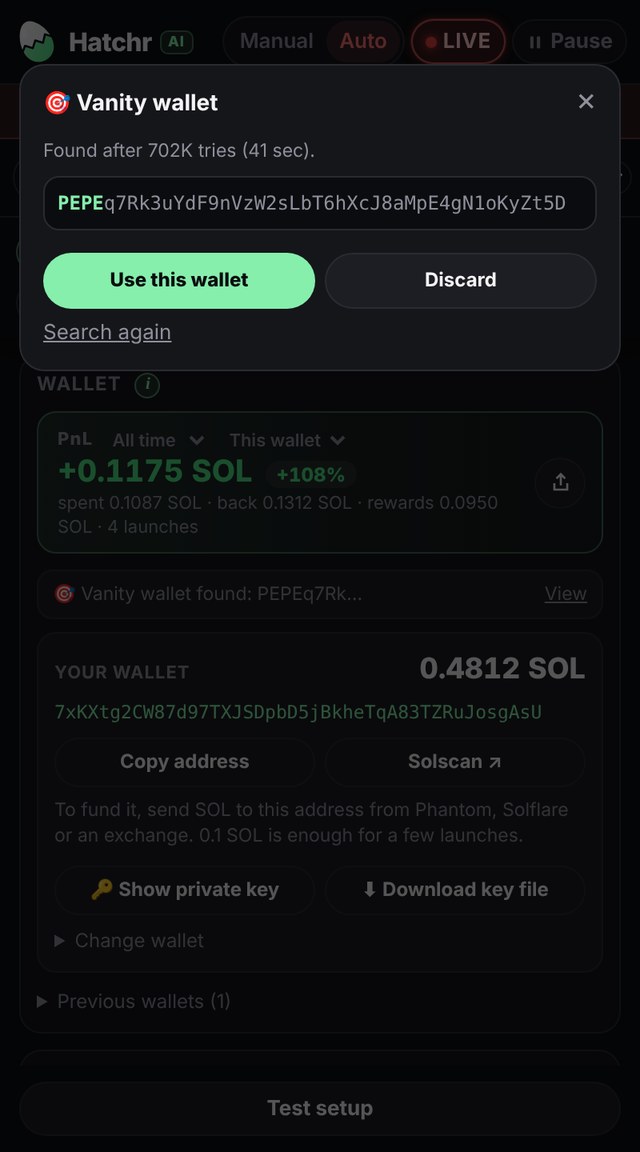 Hatchr AI Manual Auto LIVE Pause
🎯 Vanity wallet ✕
Found after 702K tries (41 sec).
PEPEq7Rk3uYdF9nVzW2sLbT6hXcJ8aMpE4gN1oKyZt5D
Use this wallet Discard
Search again
WALLET i
PnL All time This wallet
+0.1175 SOL +108%
spent 0.1087 SOL · back 0.1312 SOL · rewards 0.0950
SOL · 4 launches
🎯 Vanity wallet found: PEPEq7Rk... View
YOUR WALLET 0.4812 SOL
7xKXtg2CW87d97TXJSDpbD5jBkheTqA83TZRuJosgAsU
Copy address Solscan ↗
To fund it, send SOL to this address from Phantom, Solflare
or an exchange. 0.1 SOL is enough for a few launches.
🔑 Show private key ⬇ Download key file
▶ Change wallet
▶ Previous wallets (1)
Test setup